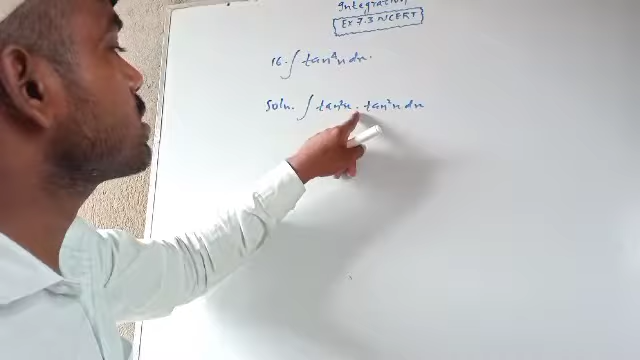 Integration
Ex 7.3 NCERT
16. ∫ tan⁴x dx.
Soln. ∫ tan²x · tan²x dx